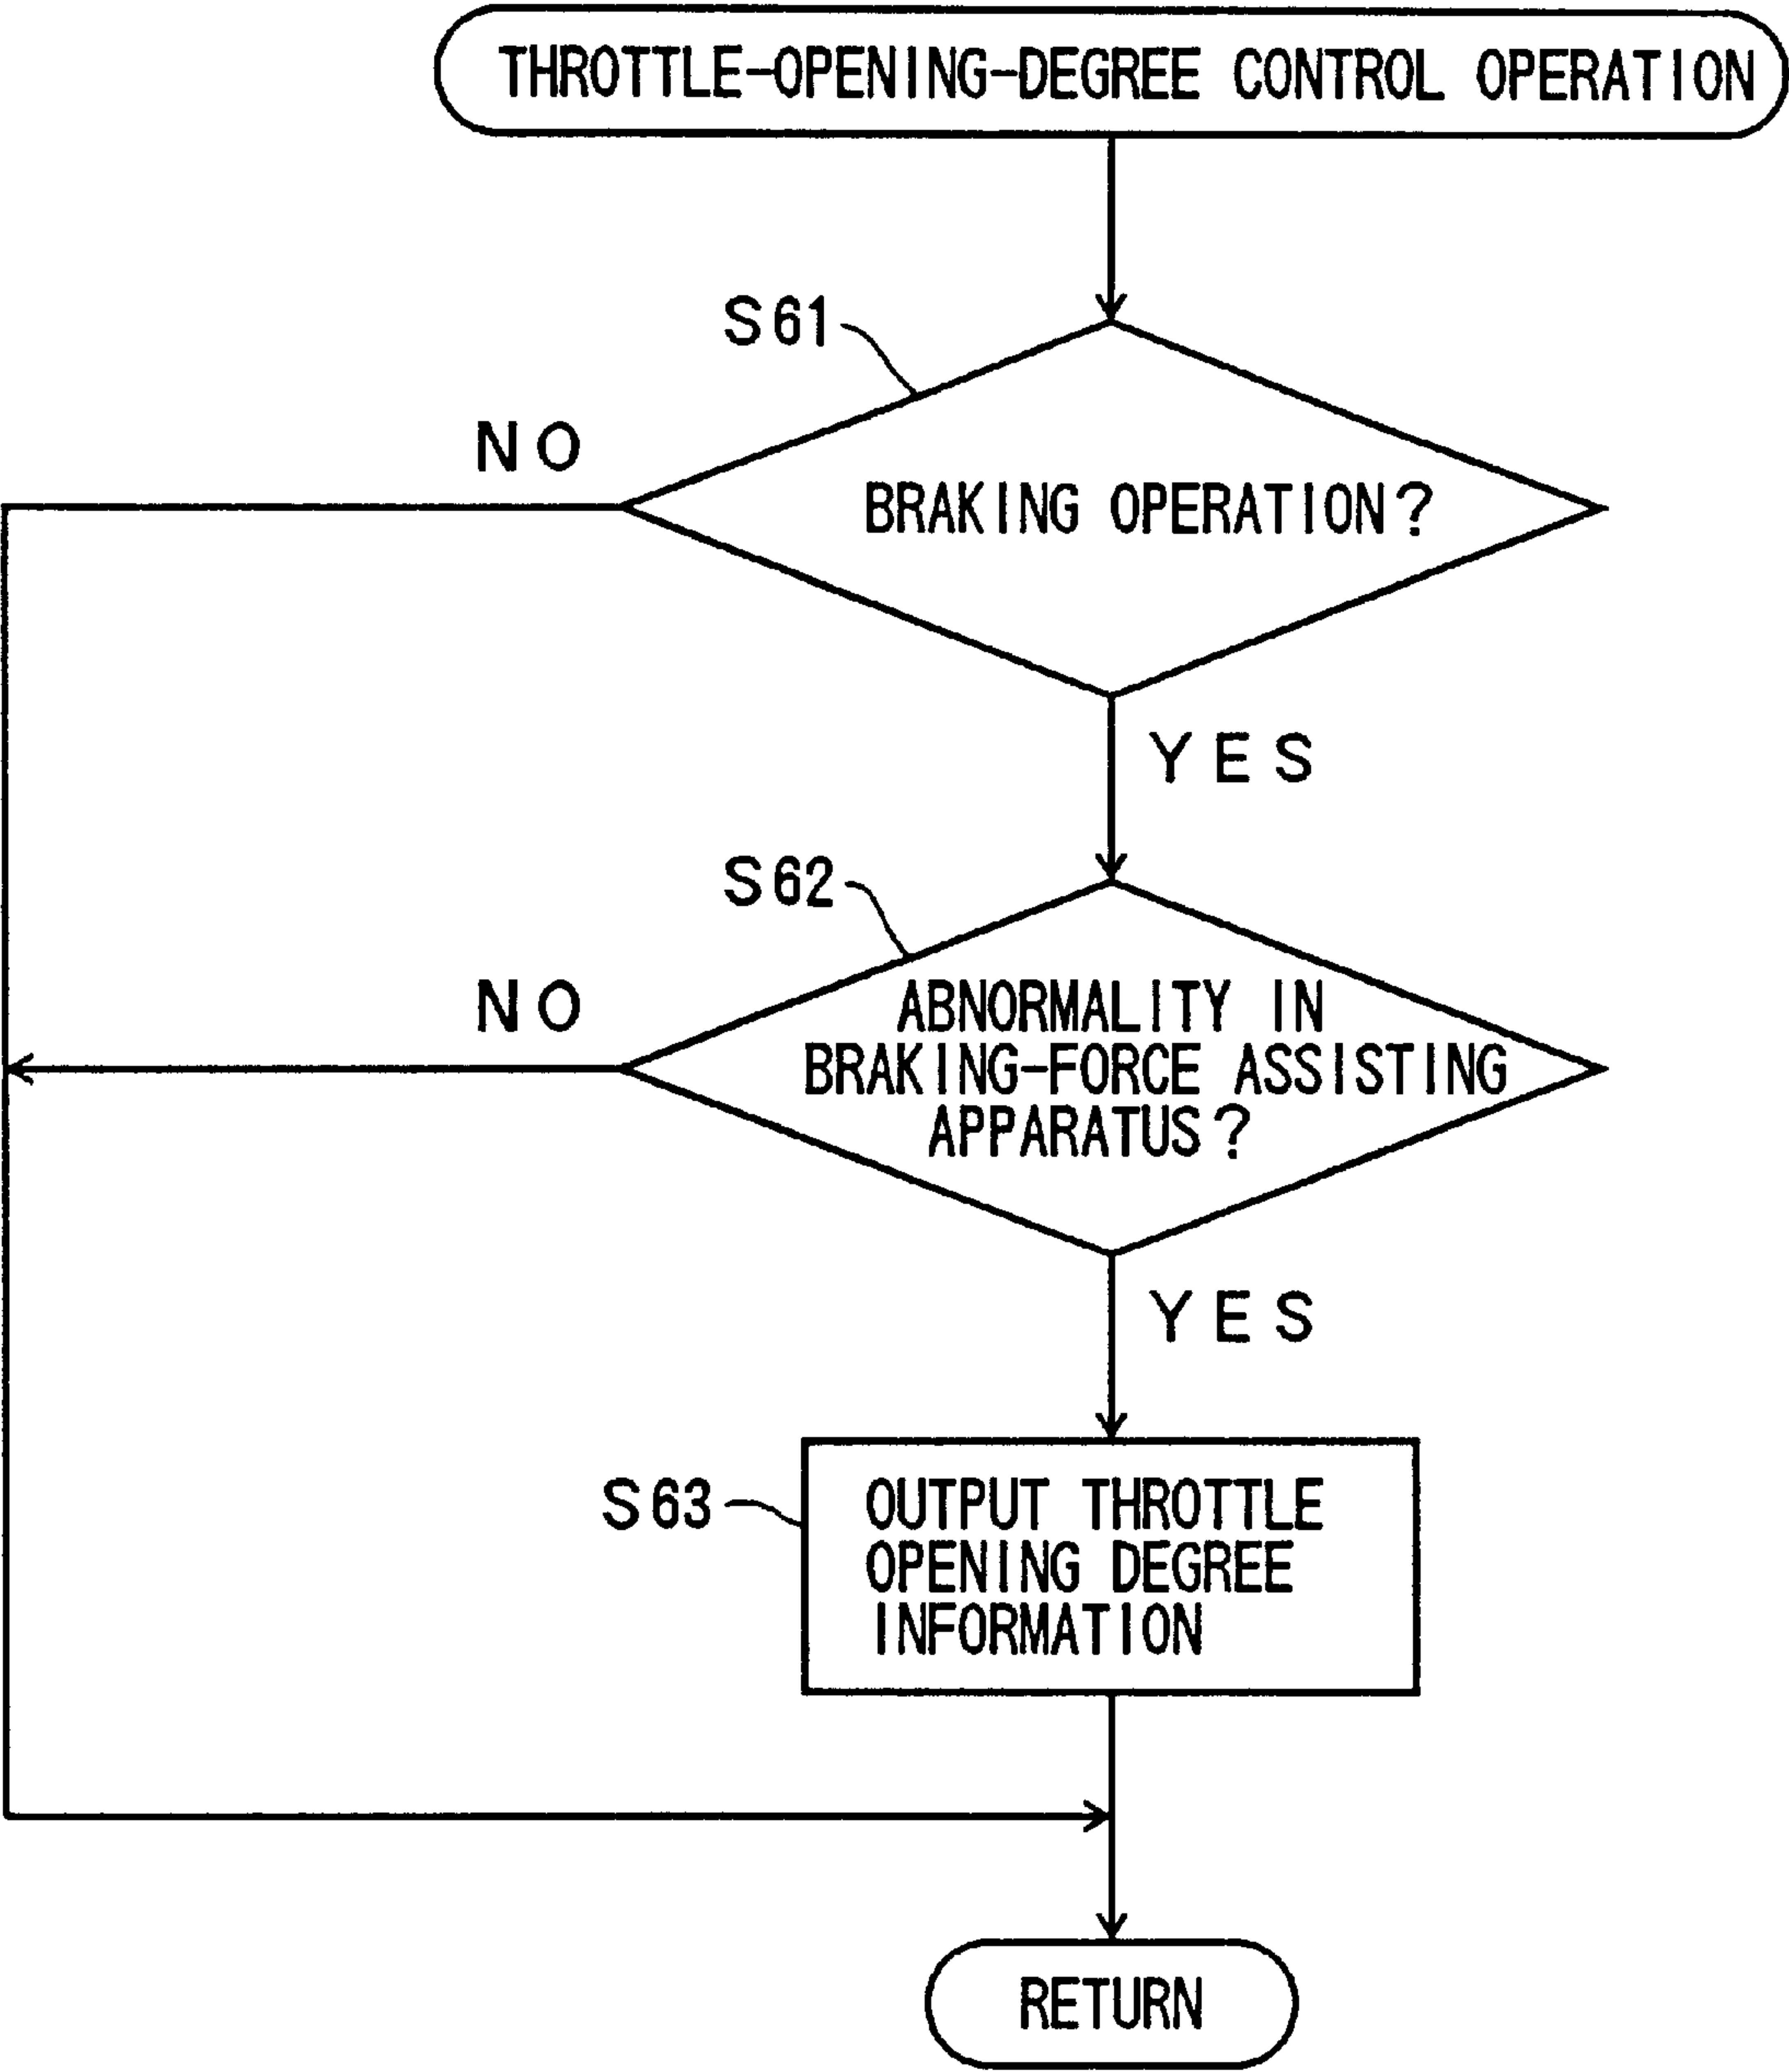 THROTTLE-OPENING-DEGREE CONTROL OPERATION
S61
NO
BRAKING OPERATION?
YES
S62
NO
ABNORMALITY IN
BRAKING-FORCE ASSISTING
APPARATUS?
YES
S63
OUTPUT THROTTLE
OPENING DEGREE
INFORMATION
RETURN